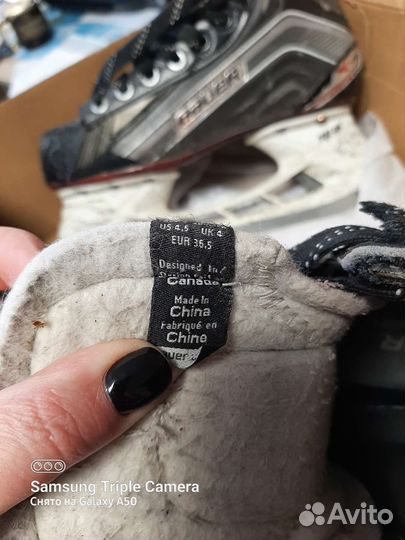 BAUER
US 4.5 UK 4
EUR 36.5
Designed in /
Canada
Made in
China
Fabriqué en
Chine
Samsung Triple Camera
Снято на Galaxy A50
Avito